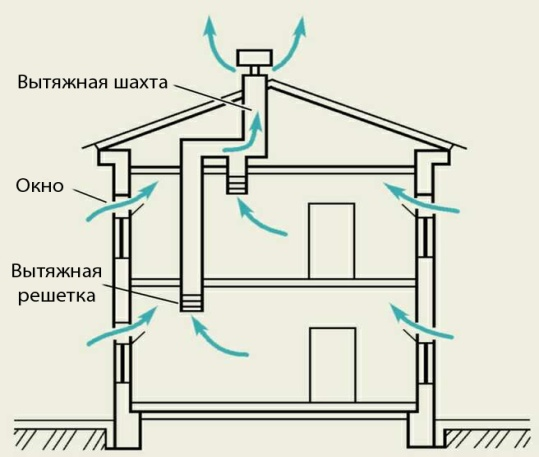 Вытяжная шахта
Окно
Вытяжная
решетка